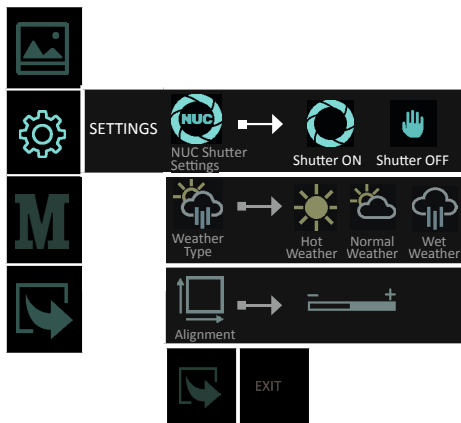 SETTINGS
NUC
NUC Shutter
Settings
Shutter ON
Shutter OFF
M
Weather
Type
Hot
Weather
Normal
Weather
Wet
Weather
- +
Alignment
EXIT